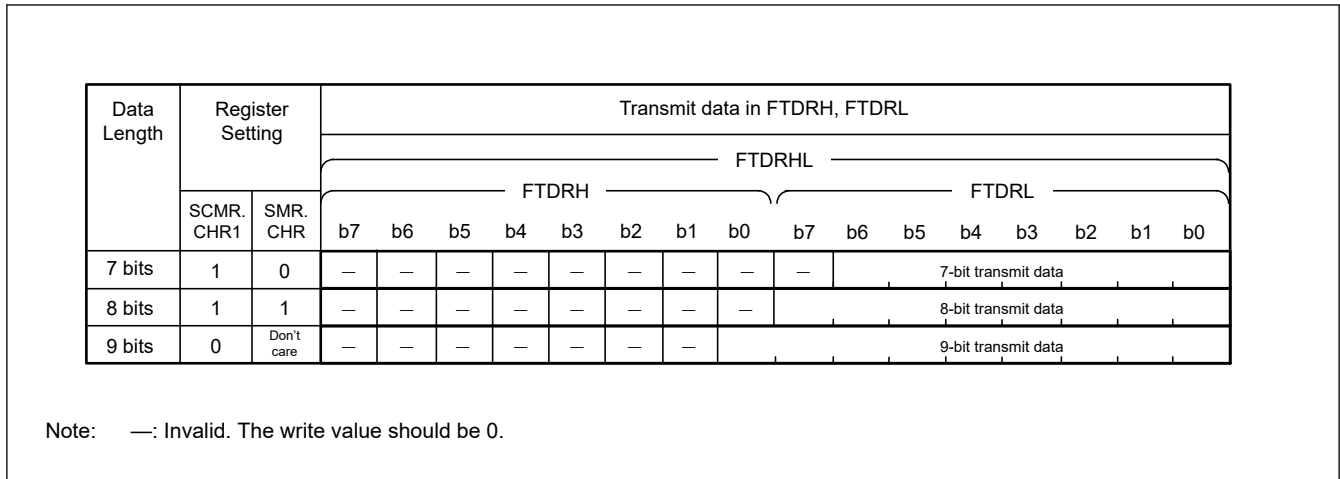 Data Length Register Setting Transmit data in FTDRH, FTDRL
FTDRHL
FTDRH FTDRL
SCMR. CHR1 SMR. CHR b7 b6 b5 b4 b3 b2 b1 b0 b7 b6 b5 b4 b3 b2 b1 b0
7 bits 1 0 — — — — — — — — — 7-bit transmit data
8 bits 1 1 — — — — — — — — 8-bit transmit data
9 bits 0 Don't care — — — — — — — 9-bit transmit data
Note: —: Invalid. The write value should be 0.